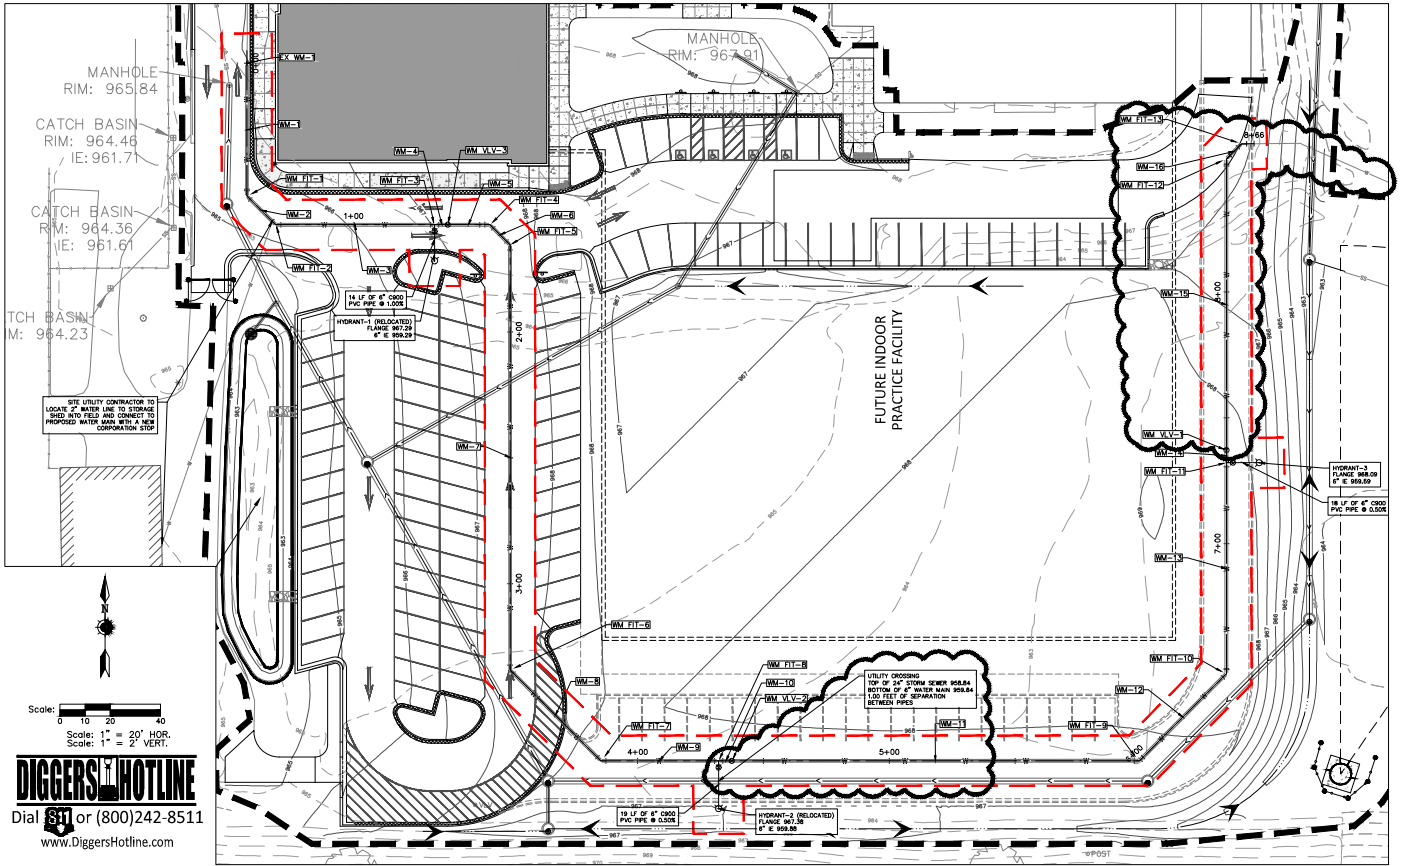 MANHOLE
RIM: 965.84
CATCH BASIN
RIM: 964.46
IE: 961.71
CATCH BASIN
RIM: 964.36
IE: 961.61
TCH BASIN
IM: 964.23
MANHOLE
RIM: 967.91
EX WM-1
WM-1
WM FIT-1
WM-2
WM FIT-2
WM-3
WM-4
WM VLV-3
WM FIT-3
WM-5
WM FIT-4
WM-6
WM FIT-5
0+00
1+00
2+00
3+00
14 LF OF 6" C900
PVC PIPE @ 1.00%
HYDRANT-1 (RELOCATED)
FLANGE 967.29
6" IE 959.29
SITE UTILITY CONTRACTOR TO
LOCATE 2" WATER LINE TO STORAGE
SHED INTO FIELD AND CONNECT TO
PROPOSED WATER MAIN WITH A NEW
CORPORATION STOP
WM-7
WM FIT-6
WM-8
WM FIT-7
4+00
WM-9
WM FIT-8
WM-10
WM VLV-2
UTILITY CROSSING
TOP OF 24" STORM SEWER 958.84
BOTTOM OF 6" WATER MAIN 959.84
1.00 FEET OF SEPARATION
BETWEEN PIPES
5+00
WM-11
WM FIT-9
6+00
WM-12
WM FIT-10
19 LF OF 6" C900
PVC PIPE @ 0.50%
HYDRANT-2 (RELOCATED)
FLANGE 967.38
6" IE 959.88
FUTURE INDOOR
PRACTICE FACILITY
WM FIT-13
8+66
WM-16
WM FIT-12
WM-15
8+00
WM VLV-1
WM-14
WM FIT-11
HYDRANT-3
FLANGE 968.09
6" IE 959.59
18 LF OF 6" C900
PVC PIPE @ 0.50%
7+00
WM-13
POST
N
Scale:
0 10 20 40
Scale: 1" = 20' HOR.
Scale: 1" = 2' VERT.
DIGGERS HOTLINE
Dial 811 or (800)242-8511
www.DiggersHotline.com